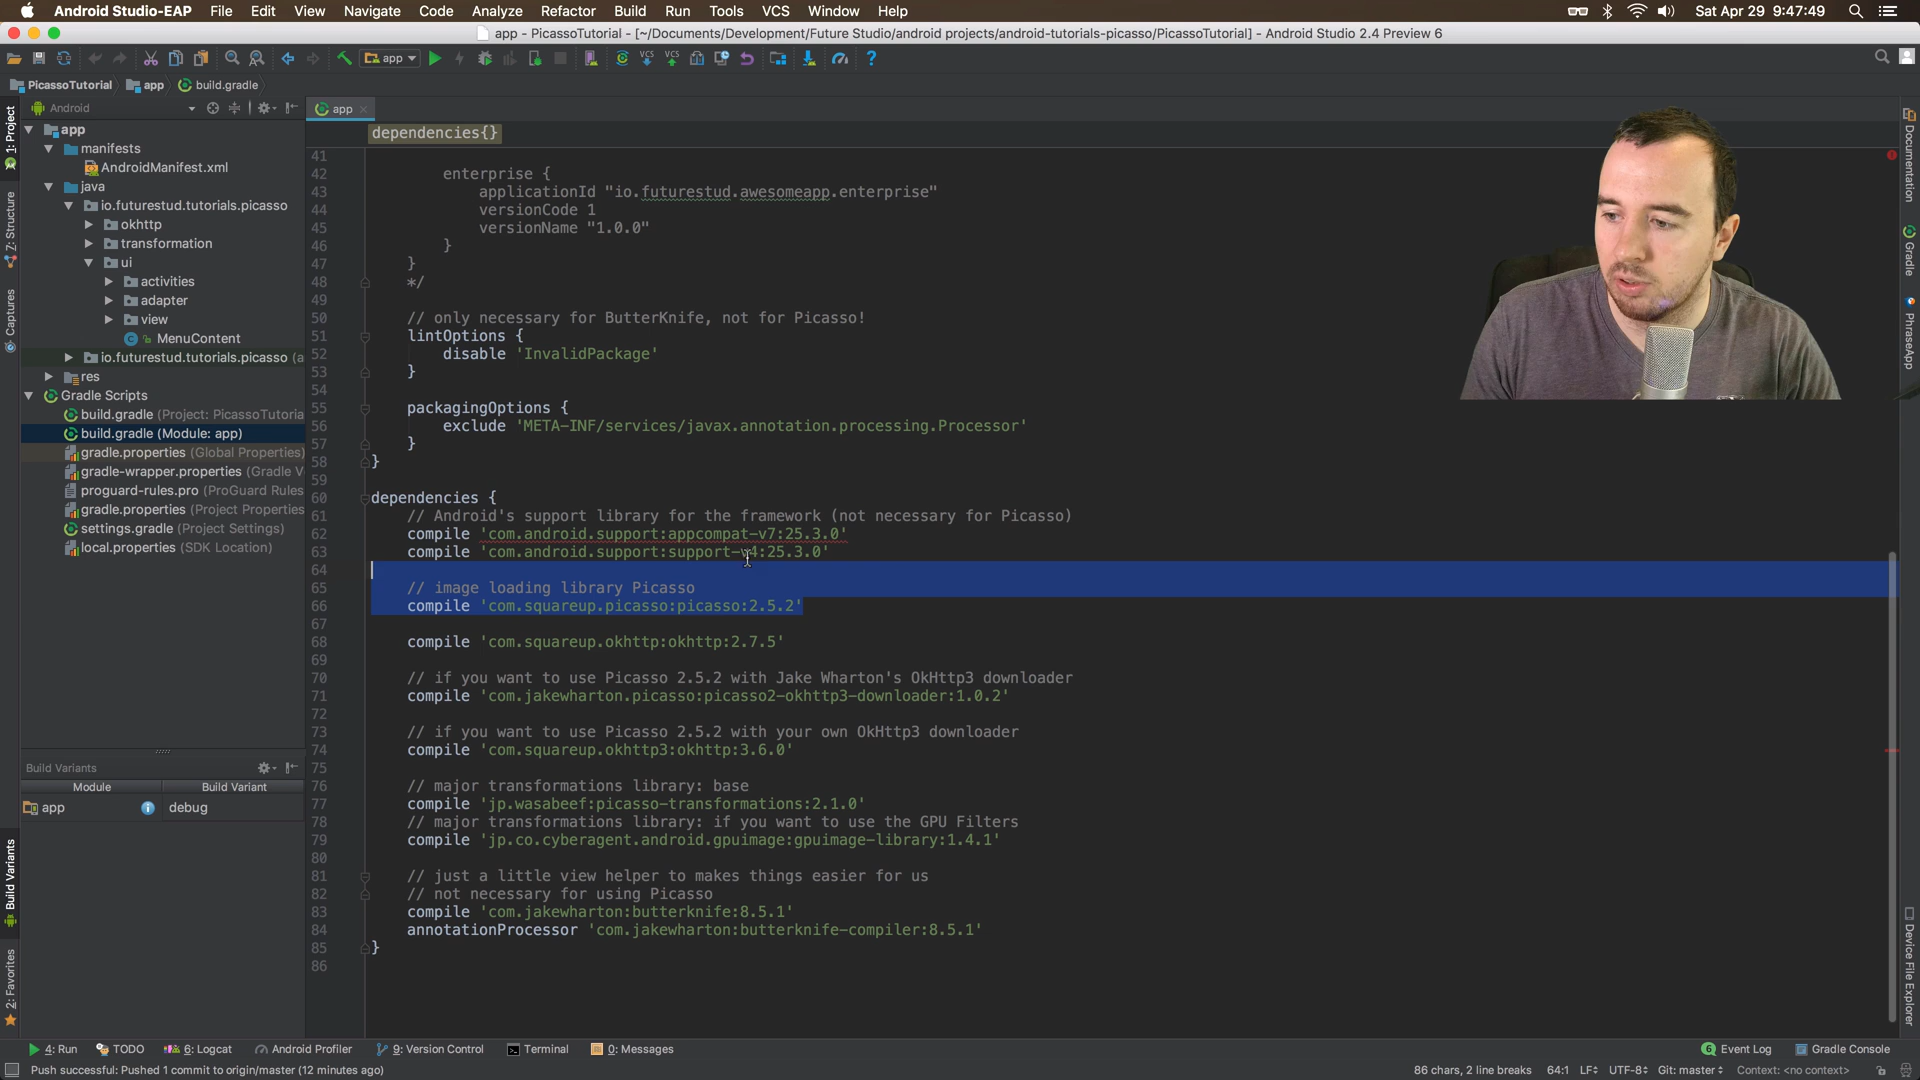 Android Studio-EAP File Edit View Navigate Code Analyze Refactor Build Run Tools VCS Window Help
Sat Apr 29 9:47:49
app - PicassoTutorial - [~/Documents/Development/Future Studio/android projects/android-tutorials-picasso/PicassoTutorial] - Android Studio 2.4 Preview 6
app
VCS VCS
PicassoTutorial app build.gradle
Android
app
dependencies{}
1: Project
Z: Structure
Captures
Build Variants
2: Favorites
app
manifests
AndroidManifest.xml
java
io.futurestud.tutorials.picasso
okhttp
transformation
ui
activities
adapter
view
MenuContent
io.futurestud.tutorials.picasso (a
res
Gradle Scripts
build.gradle (Project: PicassoTutoria
build.gradle (Module: app)
gradle.properties (Global Properties)
gradle-wrapper.properties (Gradle V
proguard-rules.pro (ProGuard Rules
gradle.properties (Project Properties
settings.gradle (Project Settings)
local.properties (SDK Location)
Build Variants
Module Build Variant
app debug
41
42 enterprise {
43 applicationId "io.futurestud.awesomeapp.enterprise"
44 versionCode 1
45 versionName "1.0.0"
46 }
47 }
48 */
49
50 // only necessary for ButterKnife, not for Picasso!
51 lintOptions {
52 disable 'InvalidPackage'
53 }
54
55 packagingOptions {
56 exclude 'META-INF/services/javax.annotation.processing.Processor'
57 }
58 }
59
60 dependencies {
61 // Android's support library for the framework (not necessary for Picasso)
62 compile 'com.android.support:appcompat-v7:25.3.0'
63 compile 'com.android.support:support-v4:25.3.0'
64
65 // image loading library Picasso
66 compile 'com.squareup.picasso:picasso:2.5.2'
67
68 compile 'com.squareup.okhttp:okhttp:2.7.5'
69
70 // if you want to use Picasso 2.5.2 with Jake Wharton's OkHttp3 downloader
71 compile 'com.jakewharton.picasso:picasso2-okhttp3-downloader:1.0.2'
72
73 // if you want to use Picasso 2.5.2 with your own OkHttp3 downloader
74 compile 'com.squareup.okhttp3:okhttp:3.6.0'
75
76 // major transformations library: base
77 compile 'jp.wasabeef:picasso-transformations:2.1.0'
78 // major transformations library: if you want to use the GPU Filters
79 compile 'jp.co.cyberagent.android.gpuimage:gpuimage-library:1.4.1'
80
81 // just a little view helper to makes things easier for us
82 // not necessary for using Picasso
83 compile 'com.jakewharton:butterknife:8.5.1'
84 annotationProcessor 'com.jakewharton:butterknife-compiler:8.5.1'
85 }
86
Documentation
Gradle
PhraseApp
Device File Explorer
4: Run TODO 6: Logcat Android Profiler 9: Version Control Terminal 0: Messages
6 Event Log Gradle Console
Push successful: Pushed 1 commit to origin/master (12 minutes ago)
86 chars, 2 line breaks 64:1 LF UTF-8 Git: master Context: <no context>